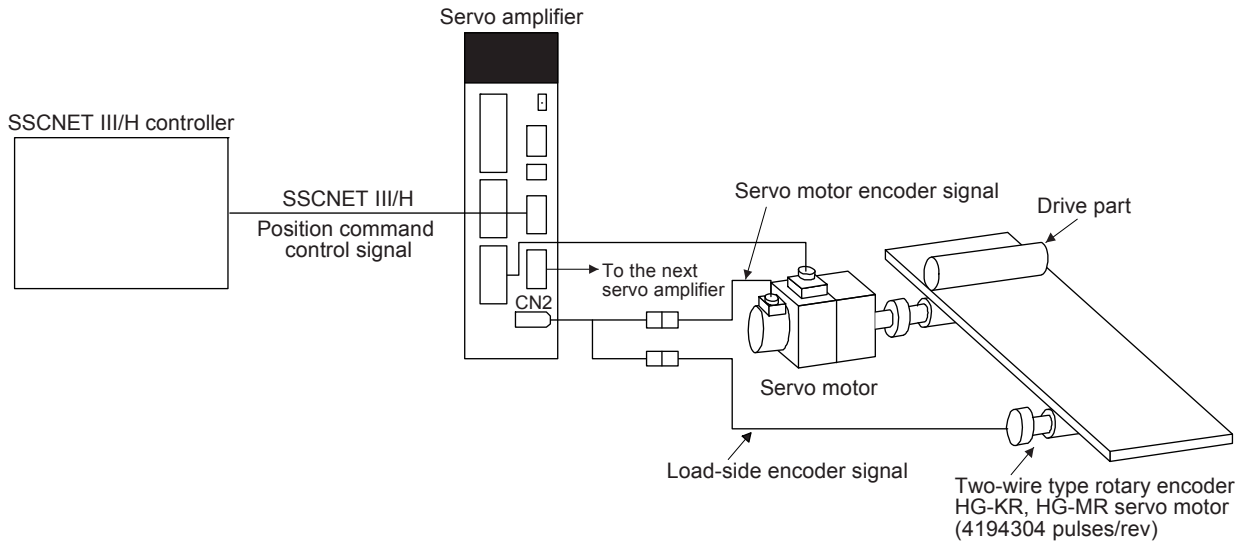 Servo amplifier
SSCNET III/H controller
SSCNET III/H
Position command
control signal
Servo motor encoder signal
Drive part
To the next
servo amplifier
CN2
Servo motor
Load-side encoder signal
Two-wire type rotary encoder
HG-KR, HG-MR servo motor
(4194304 pulses/rev)